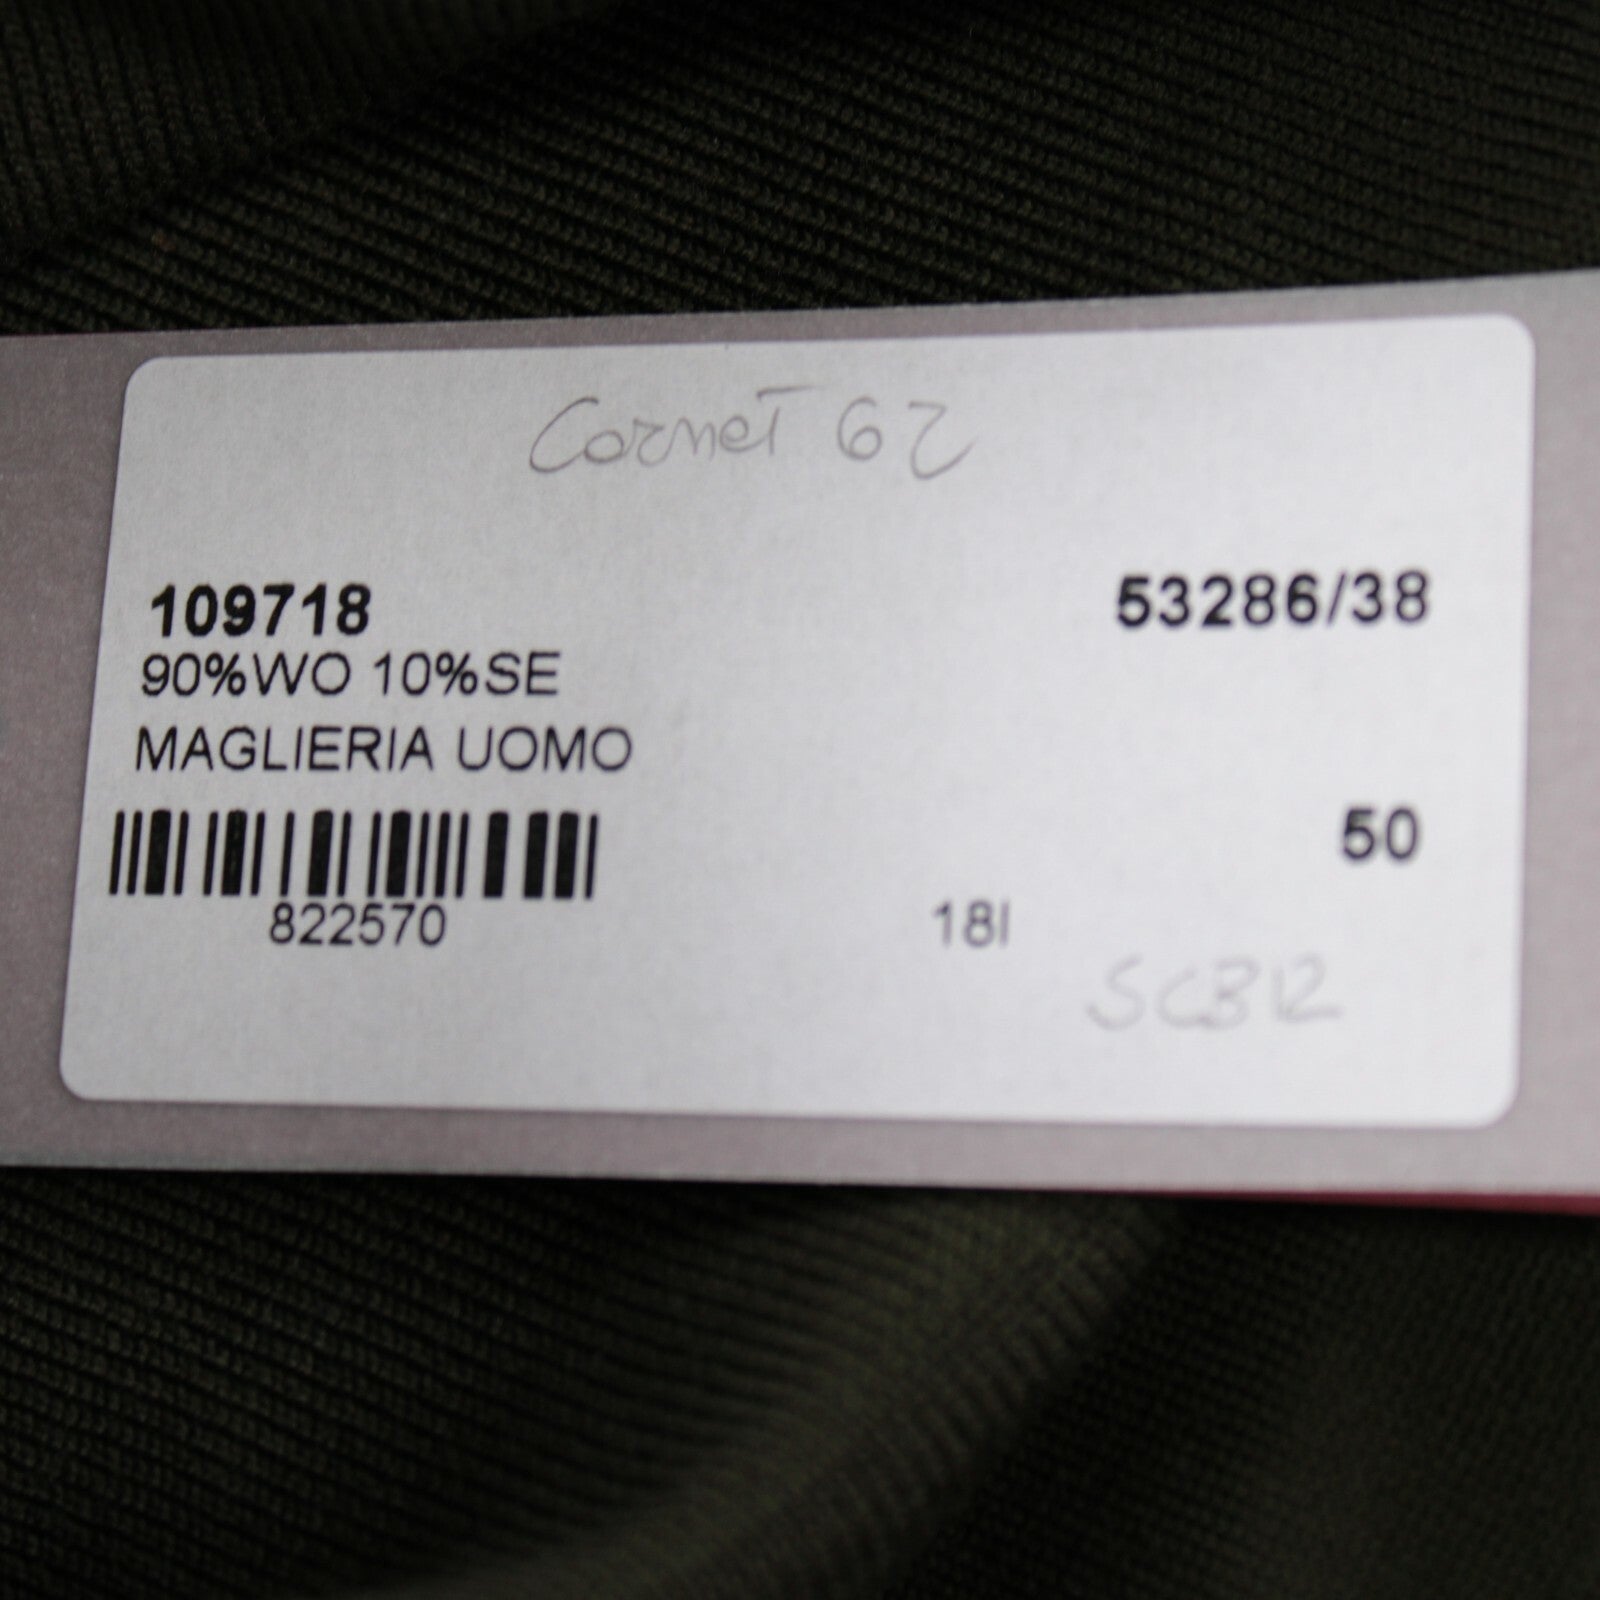 Cornet 62
109718 53286/38
90%WO 10%SE
MAGLIERIA UOMO
50
822570 18I
SCB12